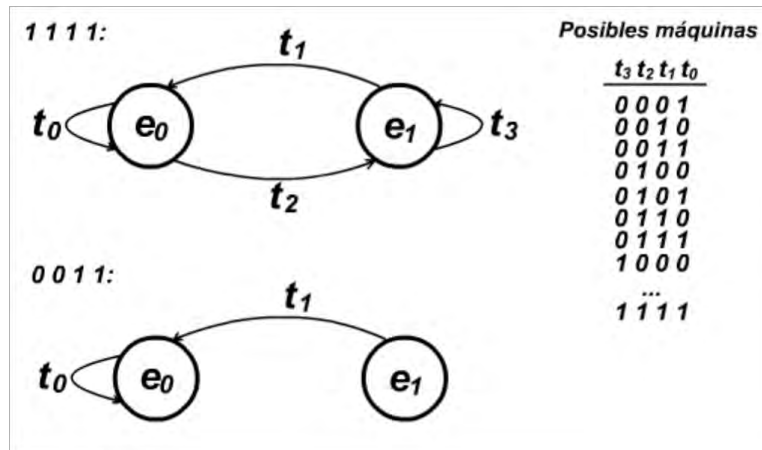 1 1 1 1:
t1
t0
e0
e1
t3
t2
0 0 1 1:
t1
t0
e0
e1
Posibles máquinas
t3 t2 t1 t0
0 0 0 1
0 0 1 0
0 0 1 1
0 1 0 0
0 1 0 1
0 1 1 0
0 1 1 1
1 0 0 0
...
1 1 1 1